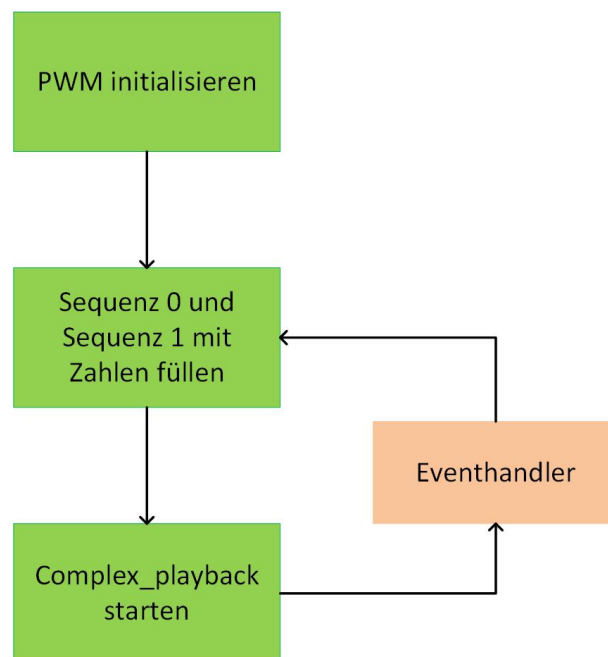 PWM initialisieren
Sequenz 0 und
Sequenz 1 mit
Zahlen füllen
Eventhandler
Complex_playback
starten